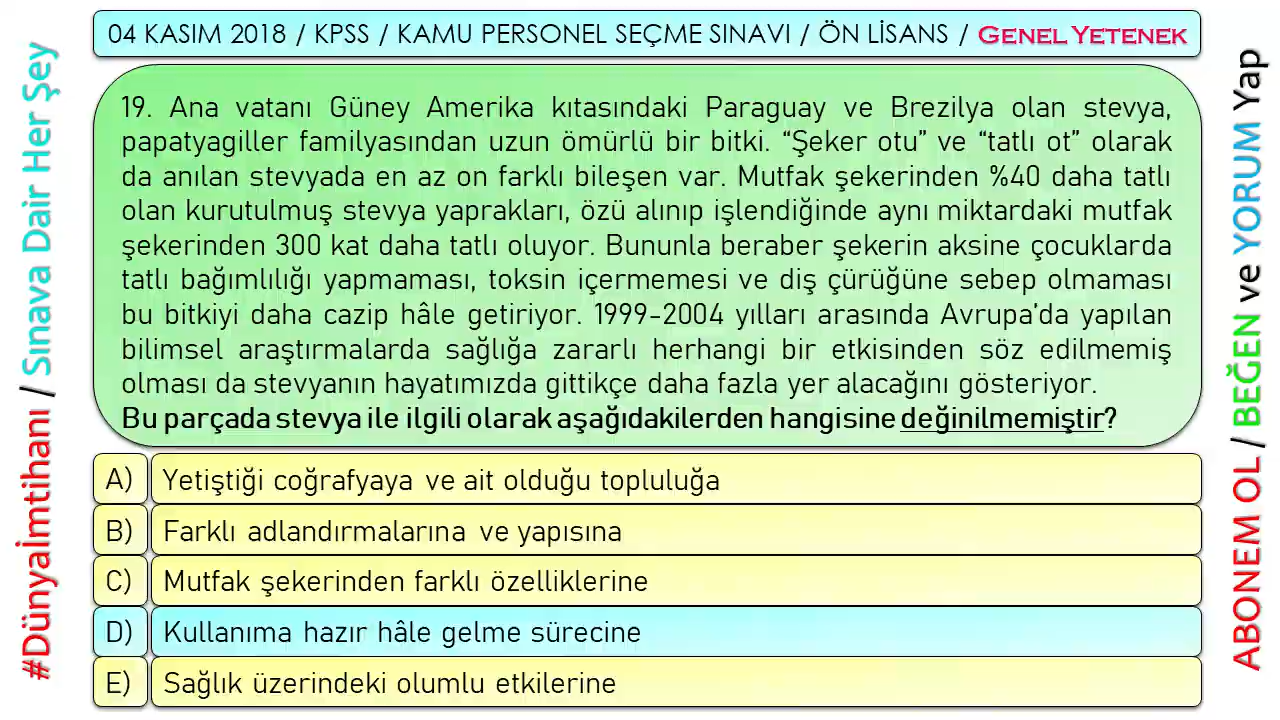 04 KASIM 2018 / KPSS / KAMU PERSONEL SEÇME SINAVI / ÖN LİSANS / GENEL YETENEK
#Dünyaİmtihanı / Sınava Dair Her Şey
19. Ana vatanı Güney Amerika kıtasındaki Paraguay ve Brezilya olan stevya,
papatyagiller familyasından uzun ömürlü bir bitki. “Şeker otu” ve “tatlı ot” olarak
da anılan stevyada en az on farklı bileşen var. Mutfak şekerinden %40 daha tatlı
olan kurutulmuş stevya yaprakları, özü alınıp işlendiğinde aynı miktardaki mutfak
şekerinden 300 kat daha tatlı oluyor. Bununla beraber şekerin aksine çocuklarda
tatlı bağımlılığı yapmaması, toksin içermemesi ve diş çürüğüne sebep olmaması
bu bitkiyi daha cazip hâle getiriyor. 1999-2004 yılları arasında Avrupa’da yapılan
bilimsel araştırmalarda sağlığa zararlı herhangi bir etkisinden söz edilmemiş
olması da stevyanın hayatımızda gittikçe daha fazla yer alacağını gösteriyor.
Bu parçada stevya ile ilgili olarak aşağıdakilerden hangisine değinilmemiştir?
A) Yetiştiği coğrafyaya ve ait olduğu topluluğa
B) Farklı adlandırmalarına ve yapısına
C) Mutfak şekerinden farklı özelliklerine
D) Kullanıma hazır hâle gelme sürecine
E) Sağlık üzerindeki olumlu etkilerine
ABONEM OL / BEĞEN ve YORUM Yap